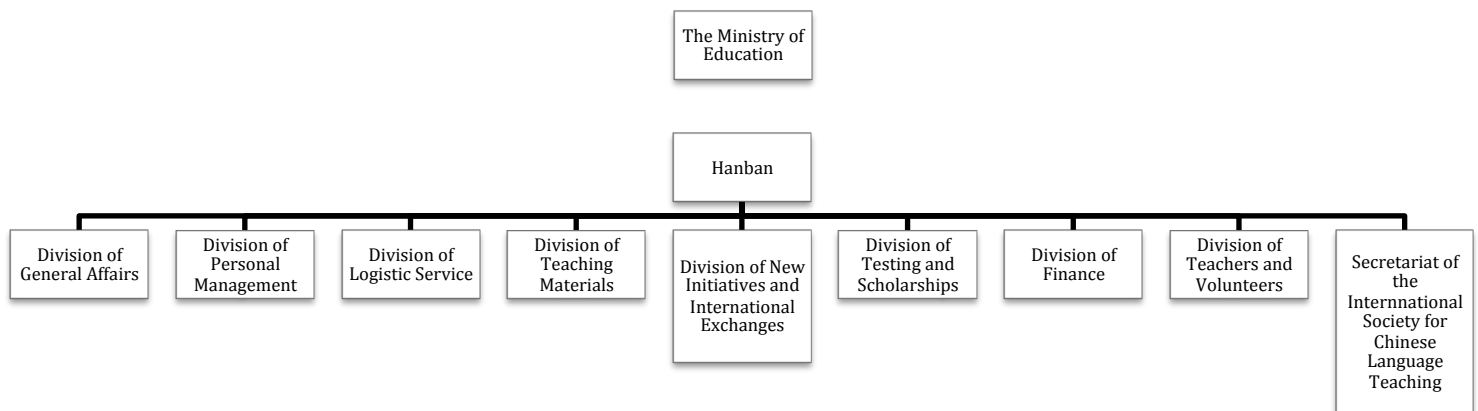 The Ministry of
Education
Hanban
Division of
General Affairs
Division of
Personal
Management
Division of
Logistic Service
Division of
Teaching
Materials
Division of New
Initiatives and
International
Exchanges
Division of
Testing and
Scholarships
Division of
Finance
Division of
Teachers and
Volunteers
Secretariat of
the
Internnational
Society for
Chinese
Language
Teaching